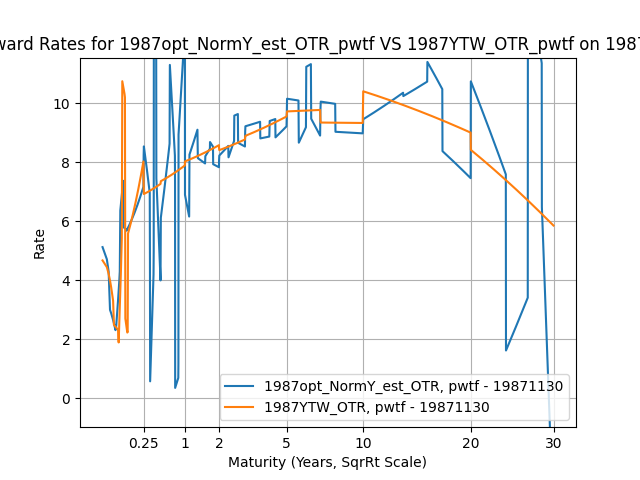 ward Rates for 1987opt_NormY_est_OTR_pwtf VS 1987YTW_OTR_pwtf on 1987
Rate
10
8
6
4
2
0
1987opt_NormY_est_OTR, pwtf - 19871130
1987YTW_OTR, pwtf - 19871130
0.25 1 2 5 10 20 30
Maturity (Years, SqrRt Scale)